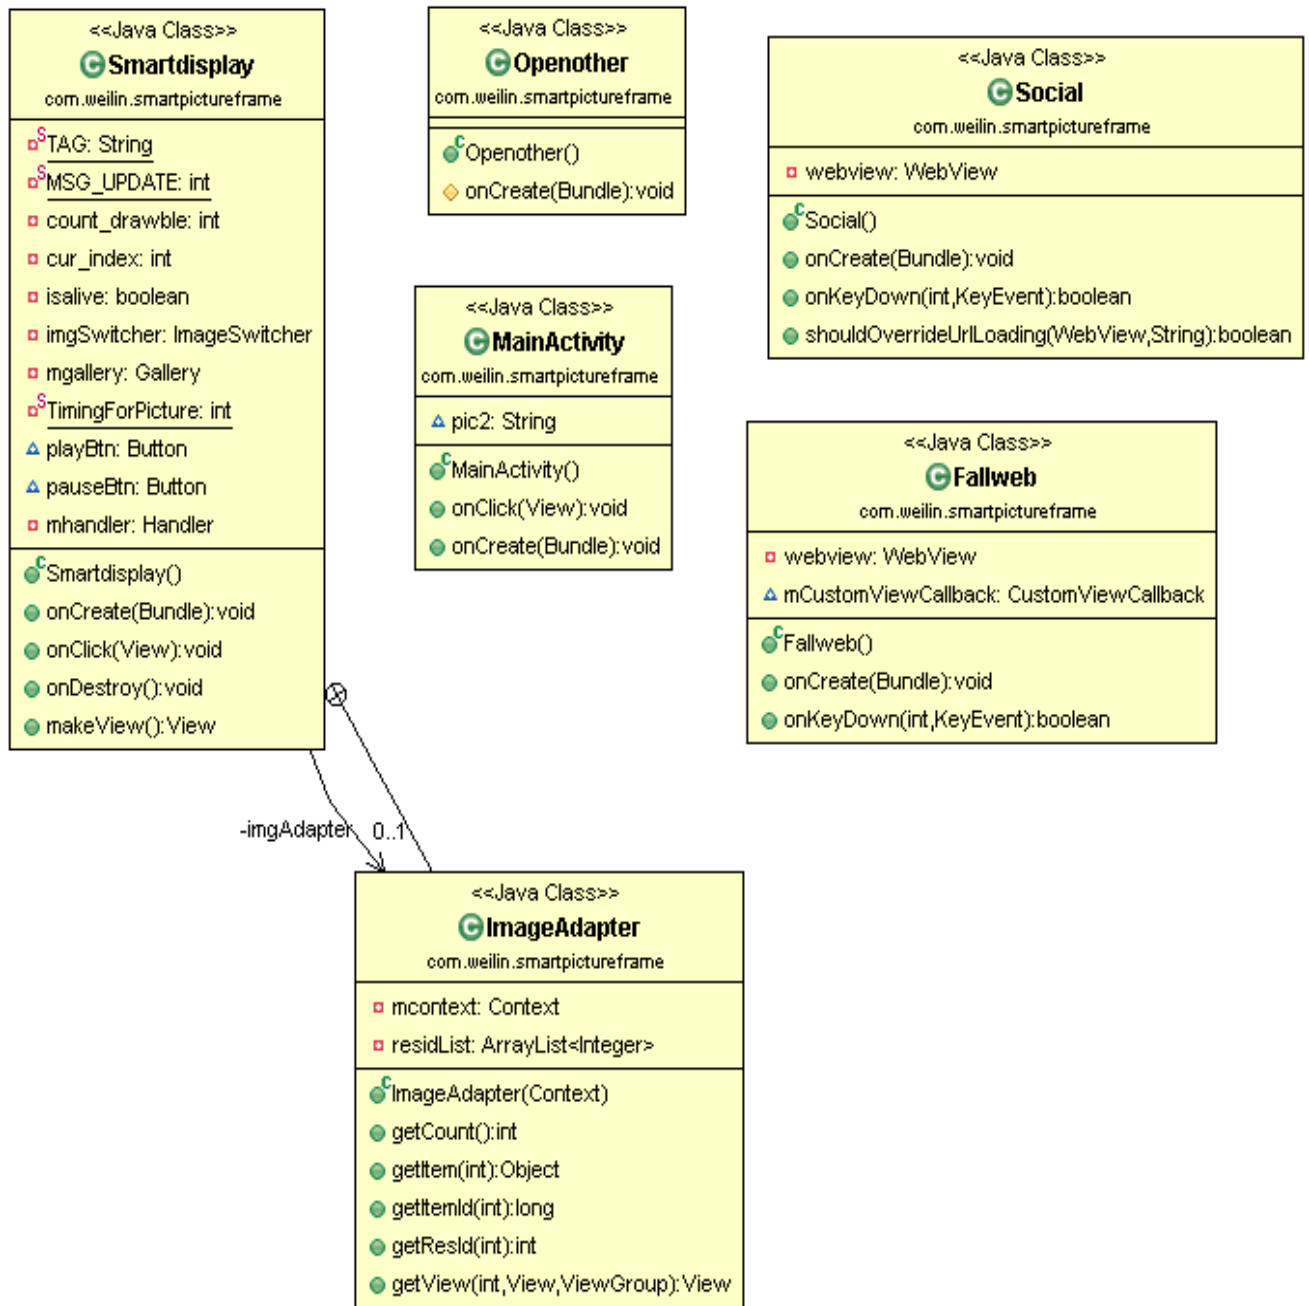 <<Java Class>>
Smartdisplay
com.weilin.smartpictureframe
TAG: String
MSG_UPDATE: int
count_drawble: int
cur_index: int
isalive: boolean
imgSwitcher: ImageSwitcher
mgallery: Gallery
TimingForPicture: int
playBtn: Button
pauseBtn: Button
mhandler: Handler
Smartdisplay()
onCreate(Bundle):void
onClick(View):void
onDestroy():void
makeView():View
<<Java Class>>
Openother
com.weilin.smartpictureframe
Openother()
onCreate(Bundle):void
<<Java Class>>
Social
com.weilin.smartpictureframe
webview: WebView
Social()
onCreate(Bundle):void
onKeyDown(int,KeyEvent):boolean
shouldOverrideUrlLoading(WebView,String):boolean
<<Java Class>>
MainActivity
com.weilin.smartpictureframe
pic2: String
MainActivity()
onClick(View):void
onCreate(Bundle):void
<<Java Class>>
Fallweb
com.weilin.smartpictureframe
webview: WebView
mCustomViewCallback: CustomViewCallback
Fallweb()
onCreate(Bundle):void
onKeyDown(int,KeyEvent):boolean
-imgAdapter 0..1
<<Java Class>>
ImageAdapter
com.weilin.smartpictureframe
mcontext: Context
residList: ArrayList<Integer>
ImageAdapter(Context)
getCount():int
getItem(int):Object
getItemId(int):long
getResId(int):int
getView(int,View,ViewGroup):View